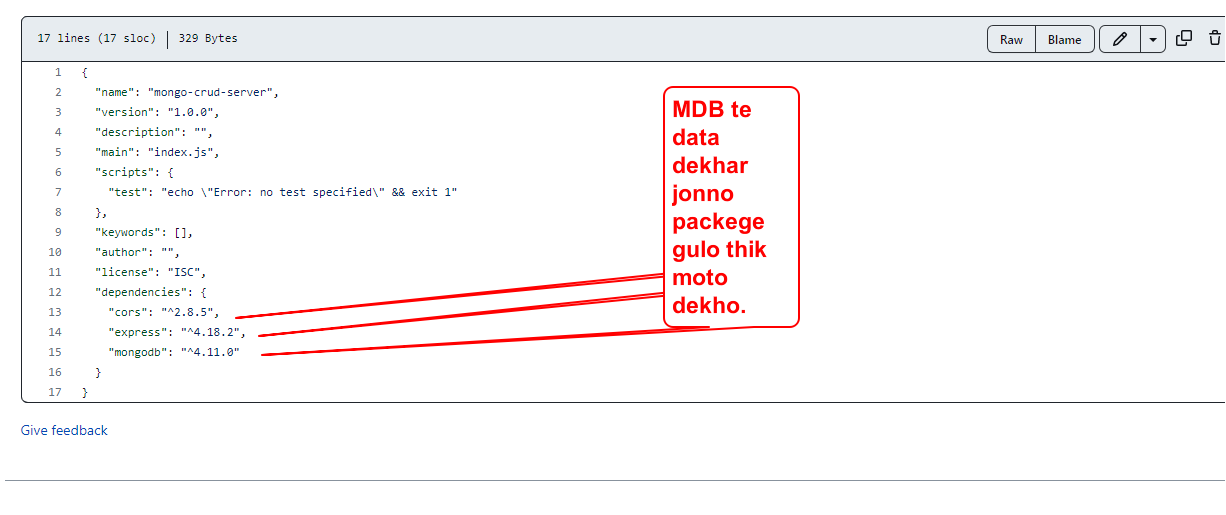 17 lines (17 sloc) | 329 Bytes
Raw Blame
1 {
2 "name": "mongo-crud-server",
3 "version": "1.0.0",
4 "description": "",
5 "main": "index.js",
6 "scripts": {
7 "test": "echo \"Error: no test specified\" && exit 1"
8 },
9 "keywords": [],
10 "author": "",
11 "license": "ISC",
12 "dependencies": {
13 "cors": "^2.8.5",
14 "express": "^4.18.2",
15 "mongodb": "^4.11.0"
16 }
17 }
MDB te
data
dekhar
jonno
packege
gulo thik
moto
dekho.
Give feedback